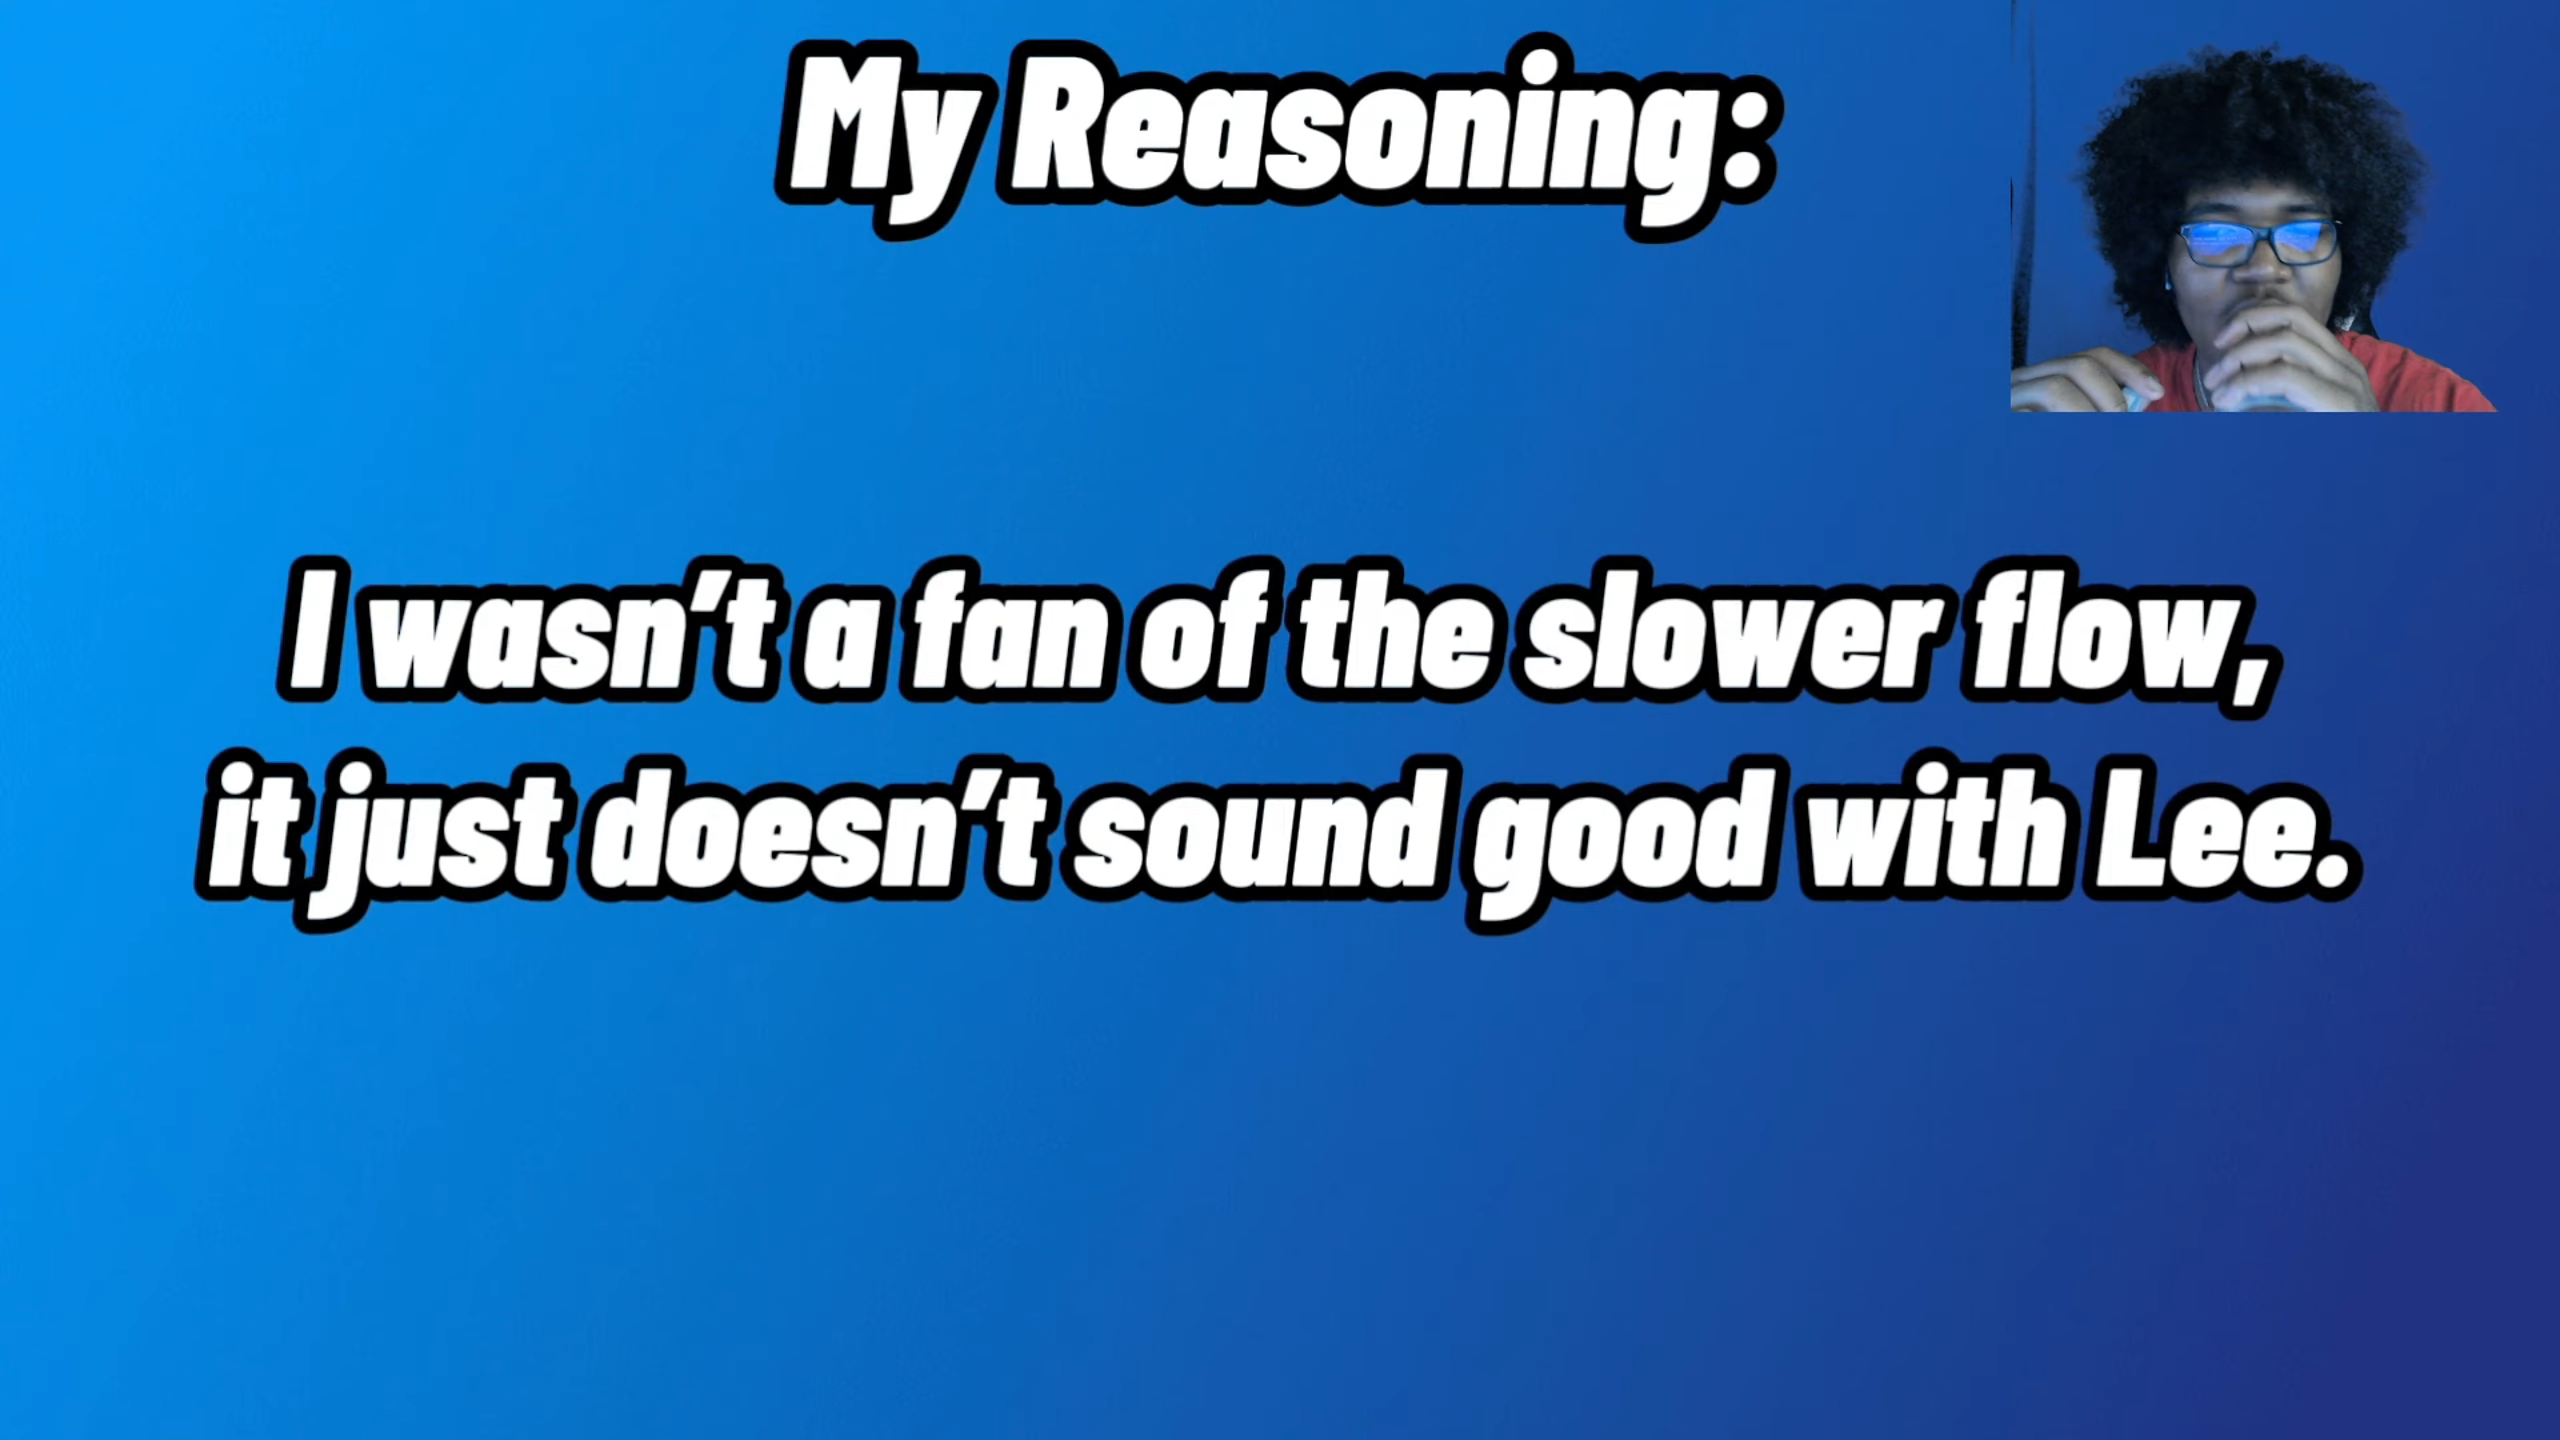 My Reasoning:
I wasn't a fan of the slower flow,
it just doesn't sound good with Lee.